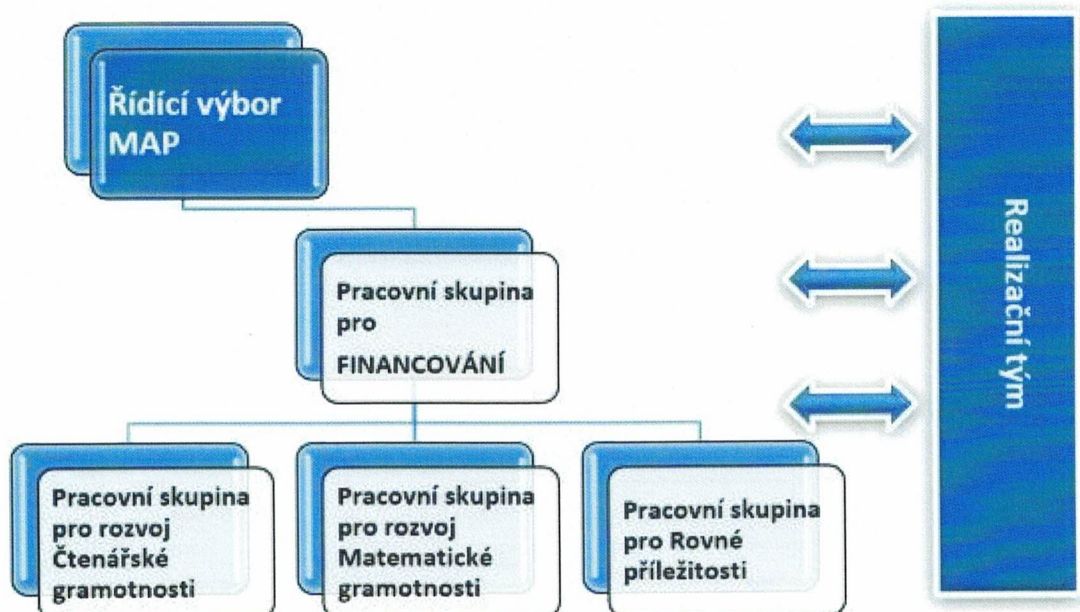 Řídící výbor
MAP
Pracovní skupina
pro
FINANCOVÁNÍ
Pracovní skupina
pro rozvoj
Čtenářské
gramotnosti
Pracovní skupina
pro rozvoj
Matematické
gramotnosti
Pracovní skupina
pro Rovné
příležitosti
Realizační tým